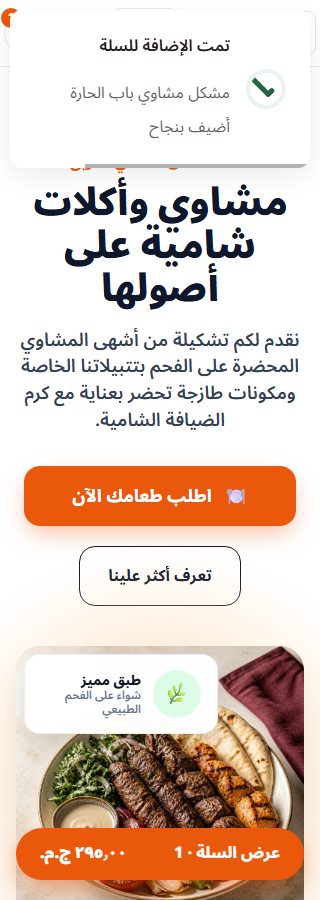 تمت الإضافة للسلة
مشكل مشاوي باب الحارة
أضيف بنجاح
مشاوي وأكلات
شامية على
أصولها
نقدم لكم تشكيلة من أشهى المشاوي
المحضرة على الفحم بتتبيلاتنا الخاصة
ومكونات طازجة تحضر بعناية مع كرم
الضيافة الشامية.
اطلب طعامك الآن
تعرف أكثر علينا
طبق مميز
شواء على الفحم
الطبيعي
عرض السلة · 1
٢٩٥٫٠٠ ج.م.